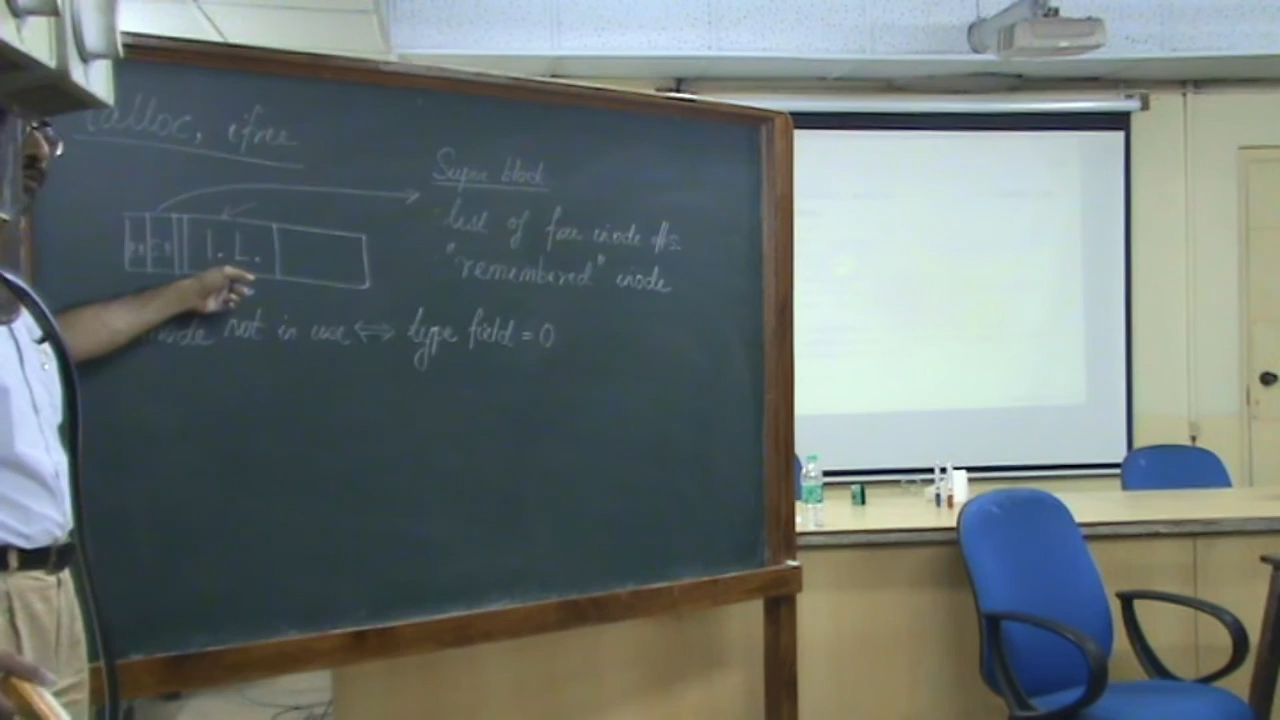 ialloc, ifree
Super block
list of free inode #s.
"remembered" inode
I. L.
inode not in use ⟺ type field = 0